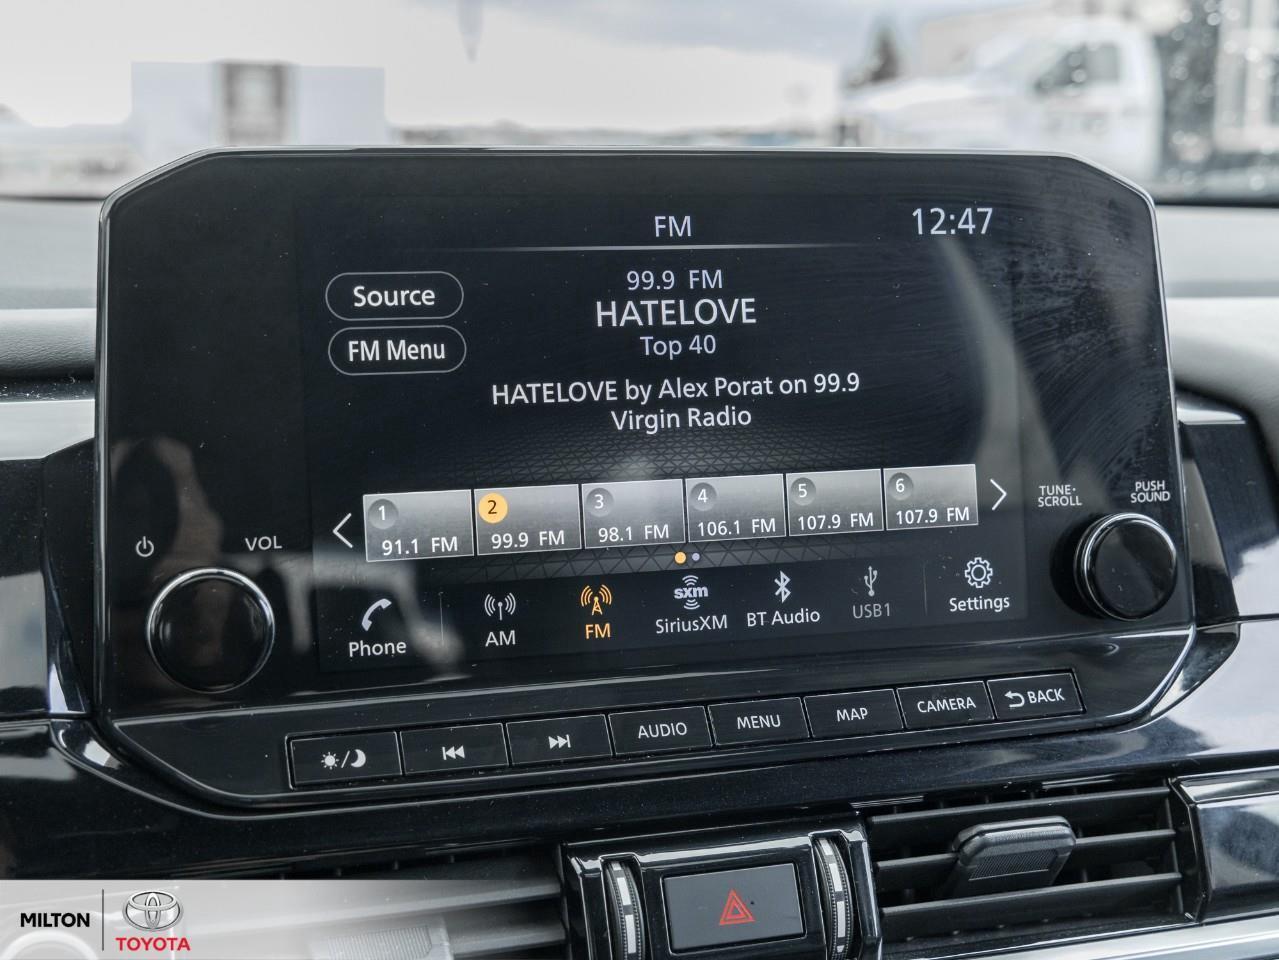 FM
12:47
Source
FM Menu
99.9 FM
HATELOVE
Top 40
HATELOVE by Alex Porat on 99.9
Virgin Radio
1 91.1 FM
2 99.9 FM
3 98.1 FM
4 106.1 FM
5 107.9 FM
6 107.9 FM
VOL
TUNE·
SCROLL
PUSH
SOUND
Phone
AM
FM
sxm
SiriusXM
BT Audio
USB1
Settings
AUDIO
MENU
MAP
CAMERA
BACK
MILTON
TOYOTA